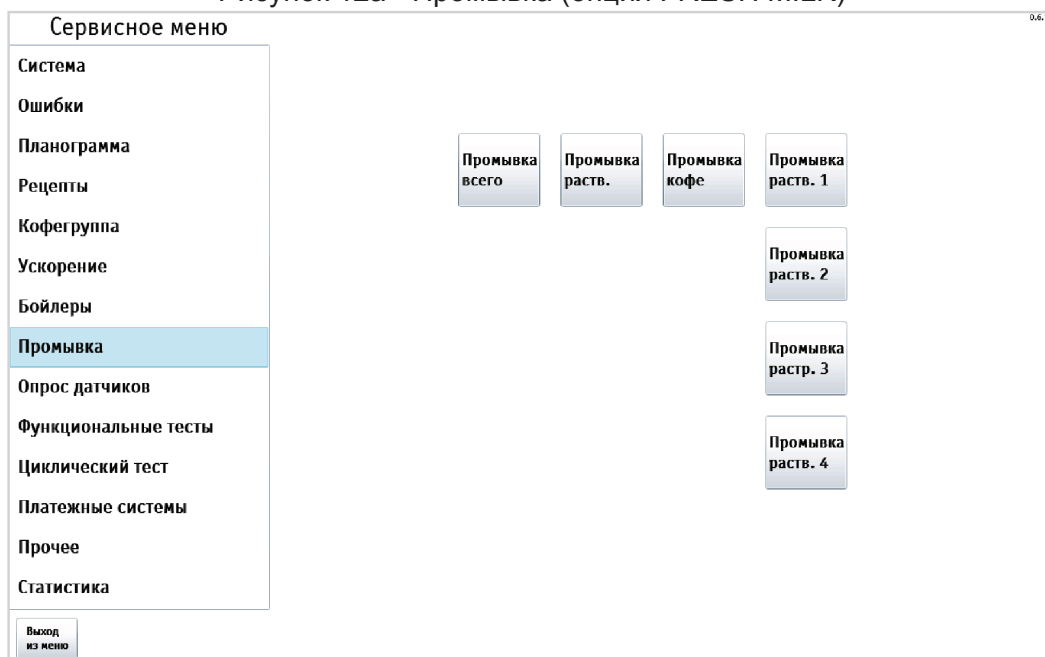 Сервисное меню
0.6.
Система
Ошибки
Планограмма
Рецепты
Кофегруппа
Ускорение
Бойлеры
Промывка
Опрос датчиков
Функциональные тесты
Циклический тест
Платежные системы
Прочее
Статистика
Выход
из меню
Промывка
всего
Промывка
раств.
Промывка
кофе
Промывка
раств. 1
Промывка
раств. 2
Промывка
растр. 3
Промывка
раств. 4